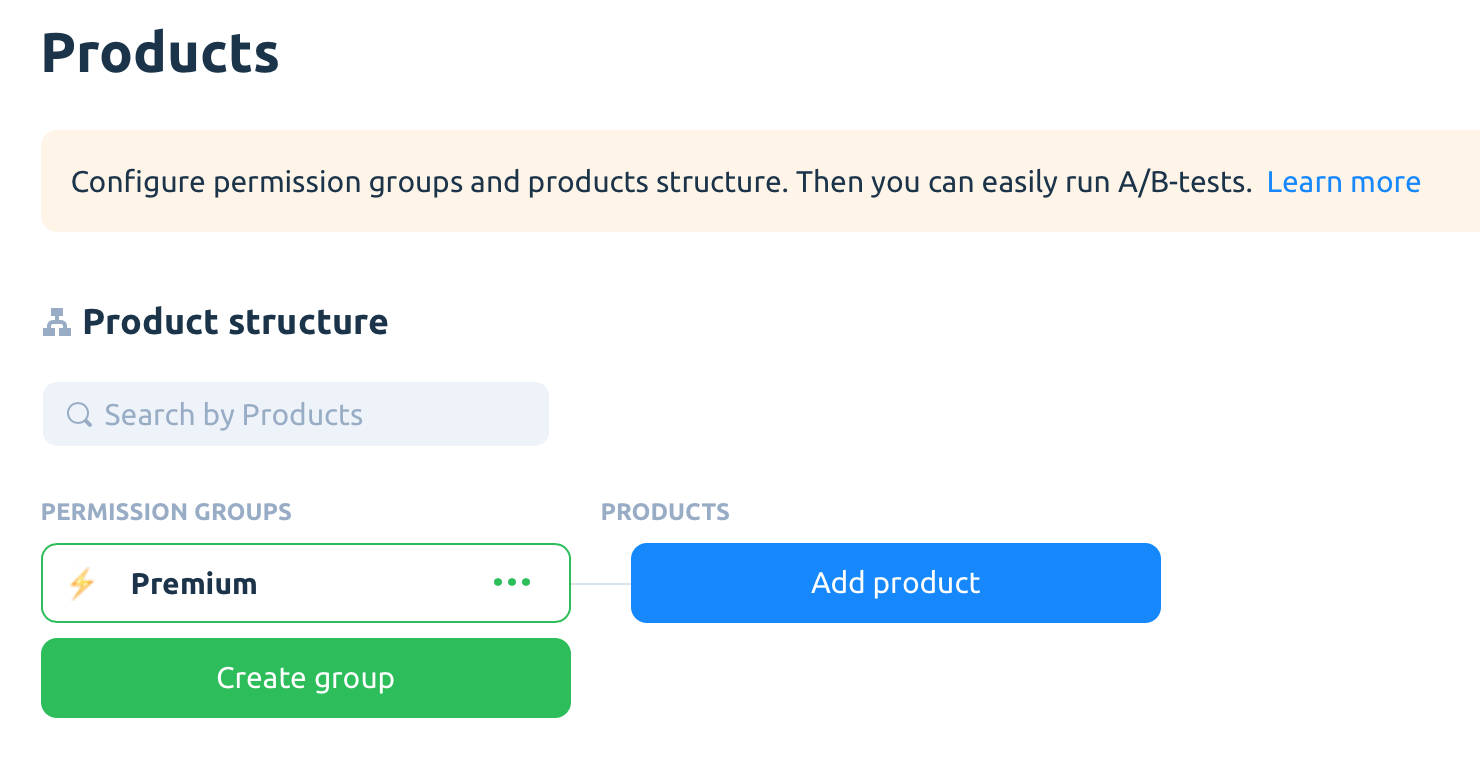 Products
Configure permission groups and products structure. Then you can easily run A/B-tests. Learn more
Product structure
Search by Products
PERMISSION GROUPS
PRODUCTS
Premium
Add product
Create group